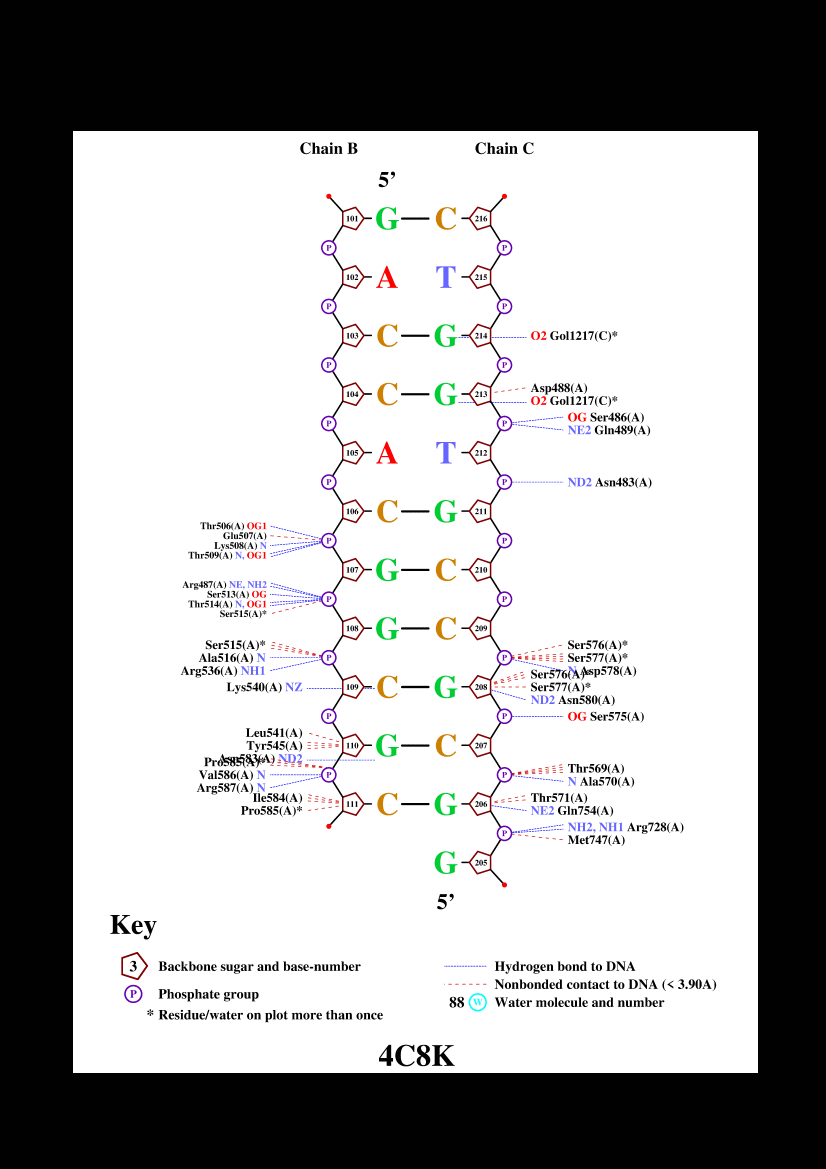 Chain B Chain C
5’
101 G C 216
P P
102 A T 215
P P
103 C G 214 O2 Gol1217(C)*
P P
Asp488(A)
104 C G 213
O2 Gol1217(C)*
OG Ser486(A)
P P
NE2 Gln489(A)
105 A T 212
P P ND2 Asn483(A)
106 C G 211
Thr506(A) OG1
Glu507(A)
P P
Lys508(A) N
Thr509(A) N, OG1
107 G C 210
Arg487(A) NE, NH2
Ser513(A) OG
P P
Thr514(A) N, OG1
Ser515(A)*
108 G C 209
Ser515(A)* Ser576(A)*
Ala516(A) N P P Ser577(A)*
Arg536(A) NH1 N Asp578(A)
Ser576(A)*
Lys540(A) NZ 109 C G 208 Ser577(A)*
ND2 Asn580(A)
P P OG Ser575(A)
Leu541(A)
Tyr545(A) 110 G C 207
Asn583(A) ND2
Pro585(A)* Thr569(A)
Val586(A) N P P
Arg587(A) N N Ala570(A)
Ile584(A) Thr571(A)
111 C G 206
Pro585(A)* NE2 Gln754(A)
NH2, NH1 Arg728(A)
P
Met747(A)
G 205
5’
Key
3 Backbone sugar and base-number
P Phosphate group
* Residue/water on plot more than once
Hydrogen bond to DNA
Nonbonded contact to DNA (< 3.90A)
88 W Water molecule and number
4C8K